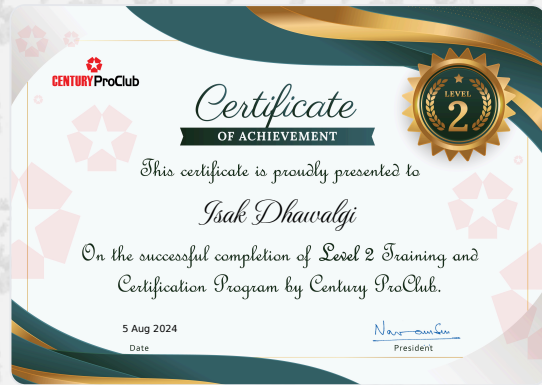 CENTURY ProClub
Certificate
OF ACHIEVEMENT
LEVEL
2
This certificate is proudly presented to
Isak Dhawalgi
On the successful completion of Level 2 Training and
Certification Program by Century ProClub.
5 Aug 2024
Date
President